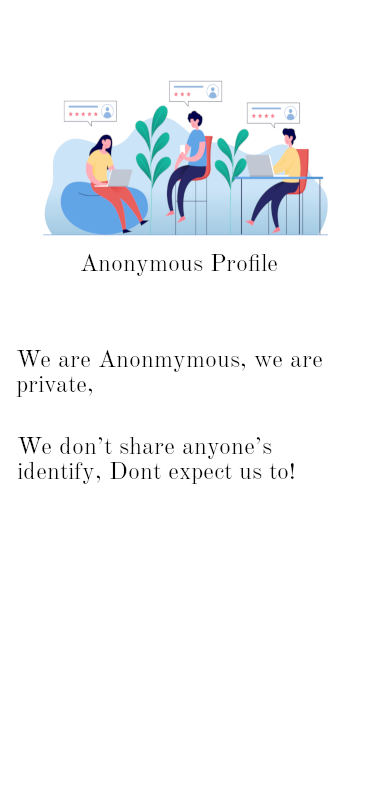 Anonymous Profile
We are Anonmymous, we are
private,
We don't share anyone's
identify, Dont expect us to!